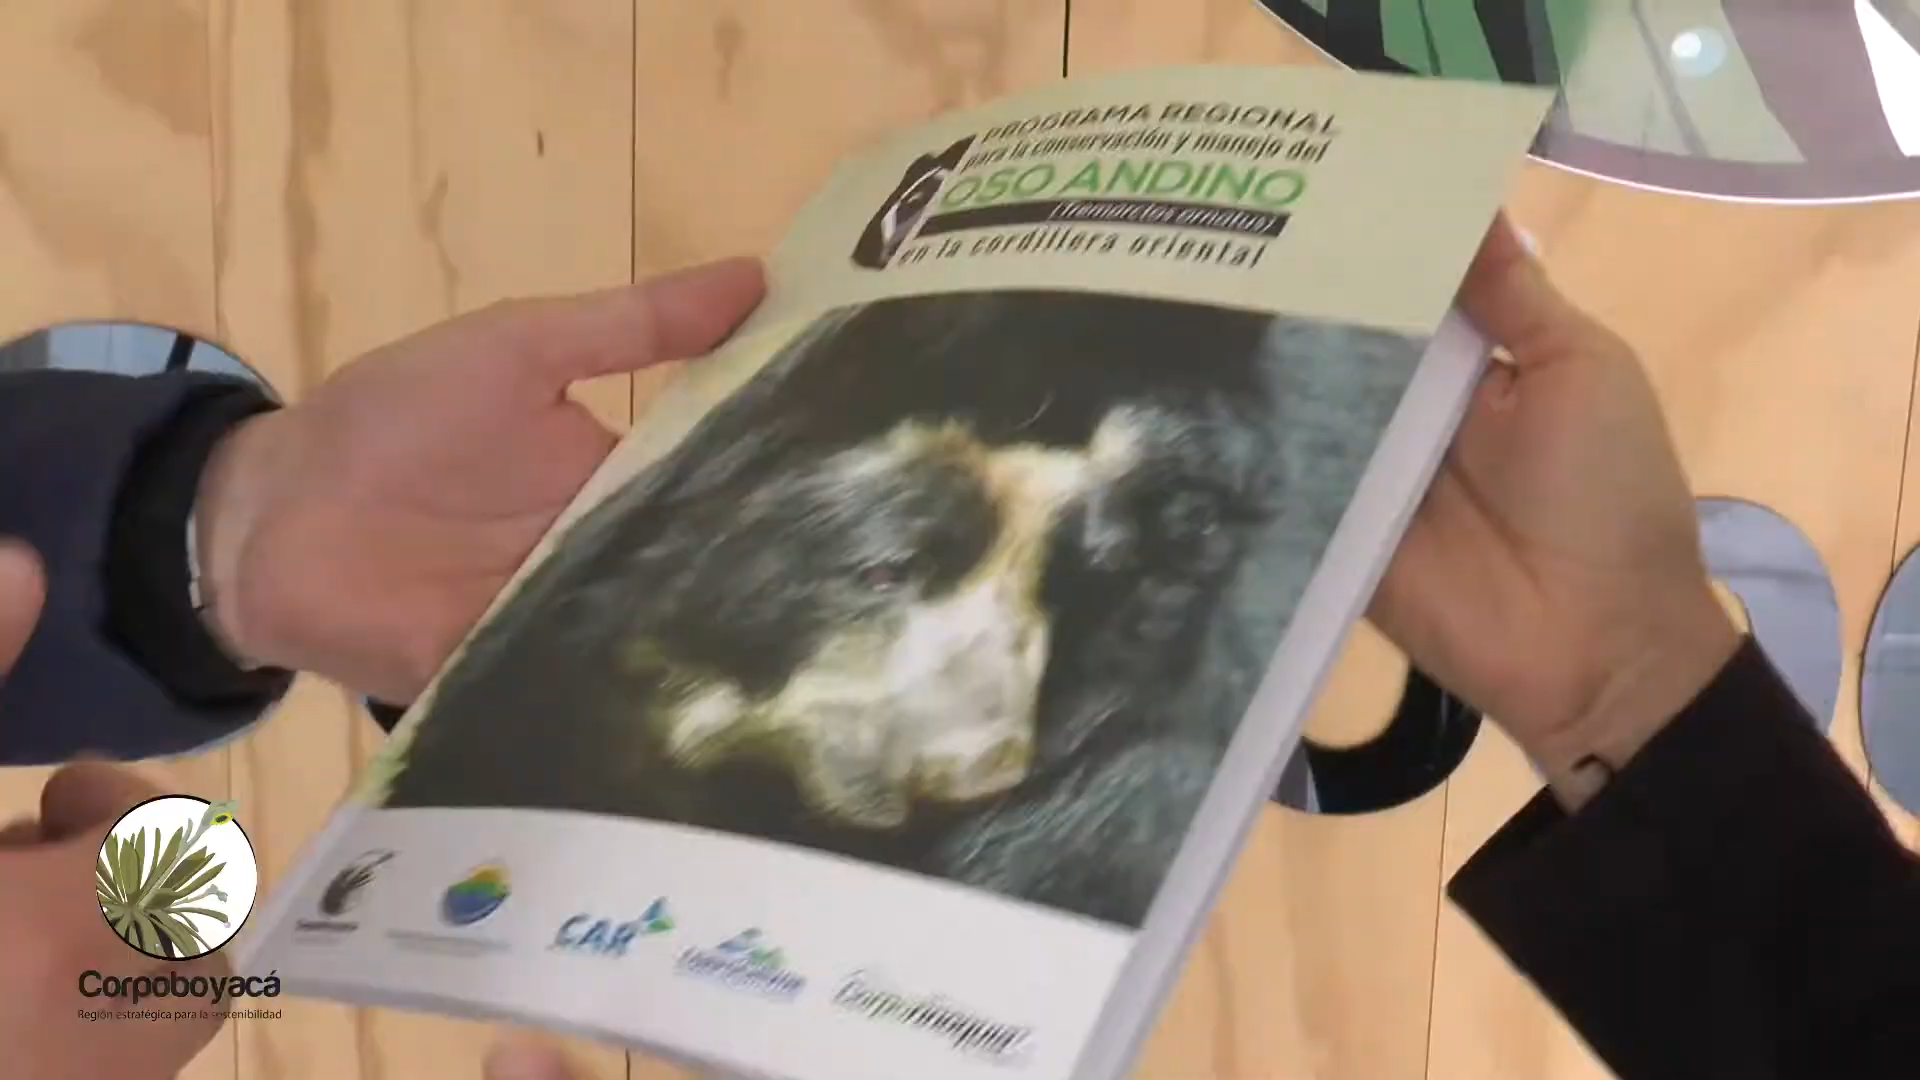 PROGRAMA REGIONAL
para la conservación y manejo del
OSO ANDINO
(Tremarctos ornatus)
en la cordillera oriental
CAR
Corpoboyacá
Región estratégica para la sostenibilidad